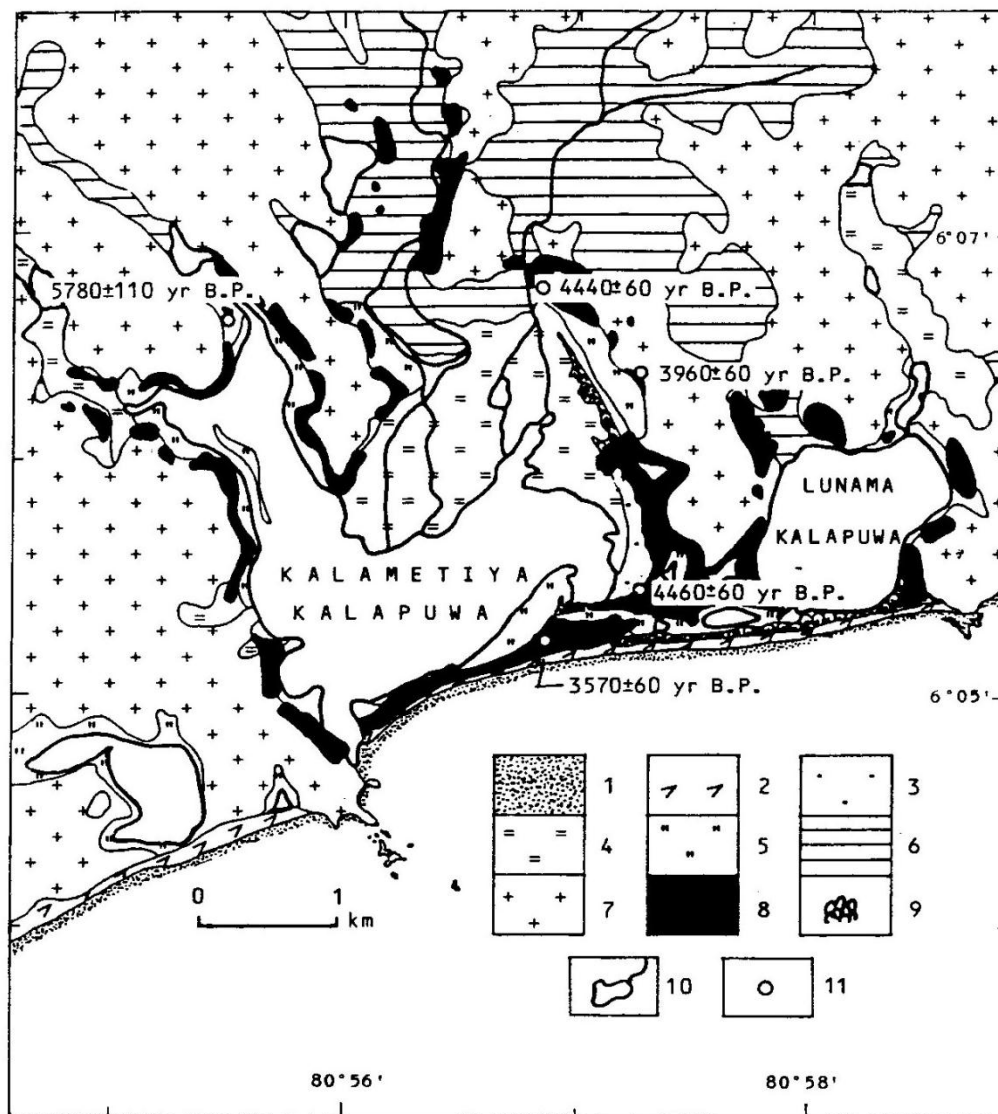 6°07'
5780±110 yr B.P.
4440±60 yr B.P.
3960±60 yr B.P.
LUNAMA
KALAPUWA
KALAMETIYA
KALAPUWA
4460±60 yr B.P.
3570±60 yr B.P.
6°05'
1
2
3
4
5
6
7
8
9
0 1
km
10
11
80°56'
80°58'